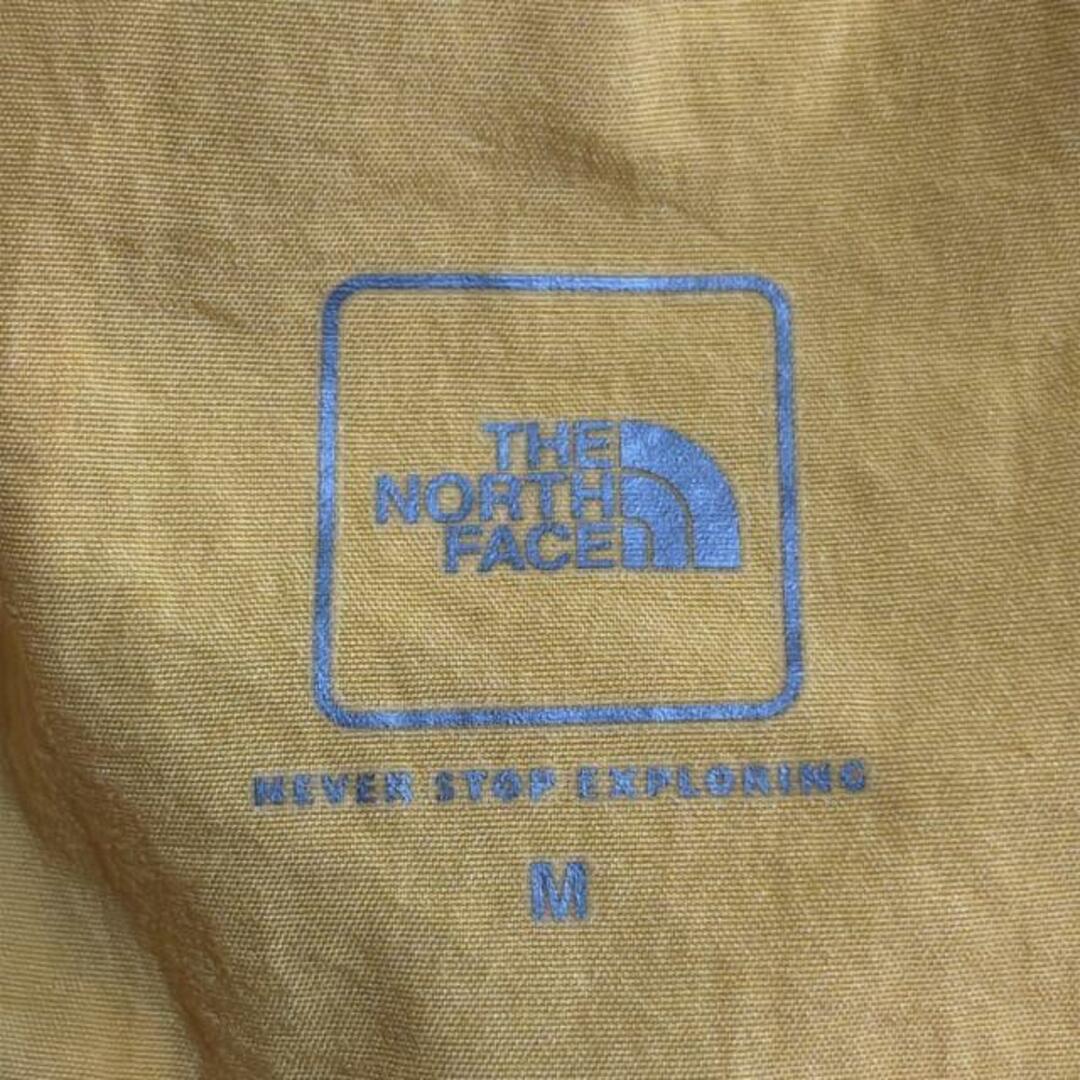 THE
NORTH
FACE
NEVER STOP EXPLORING
M